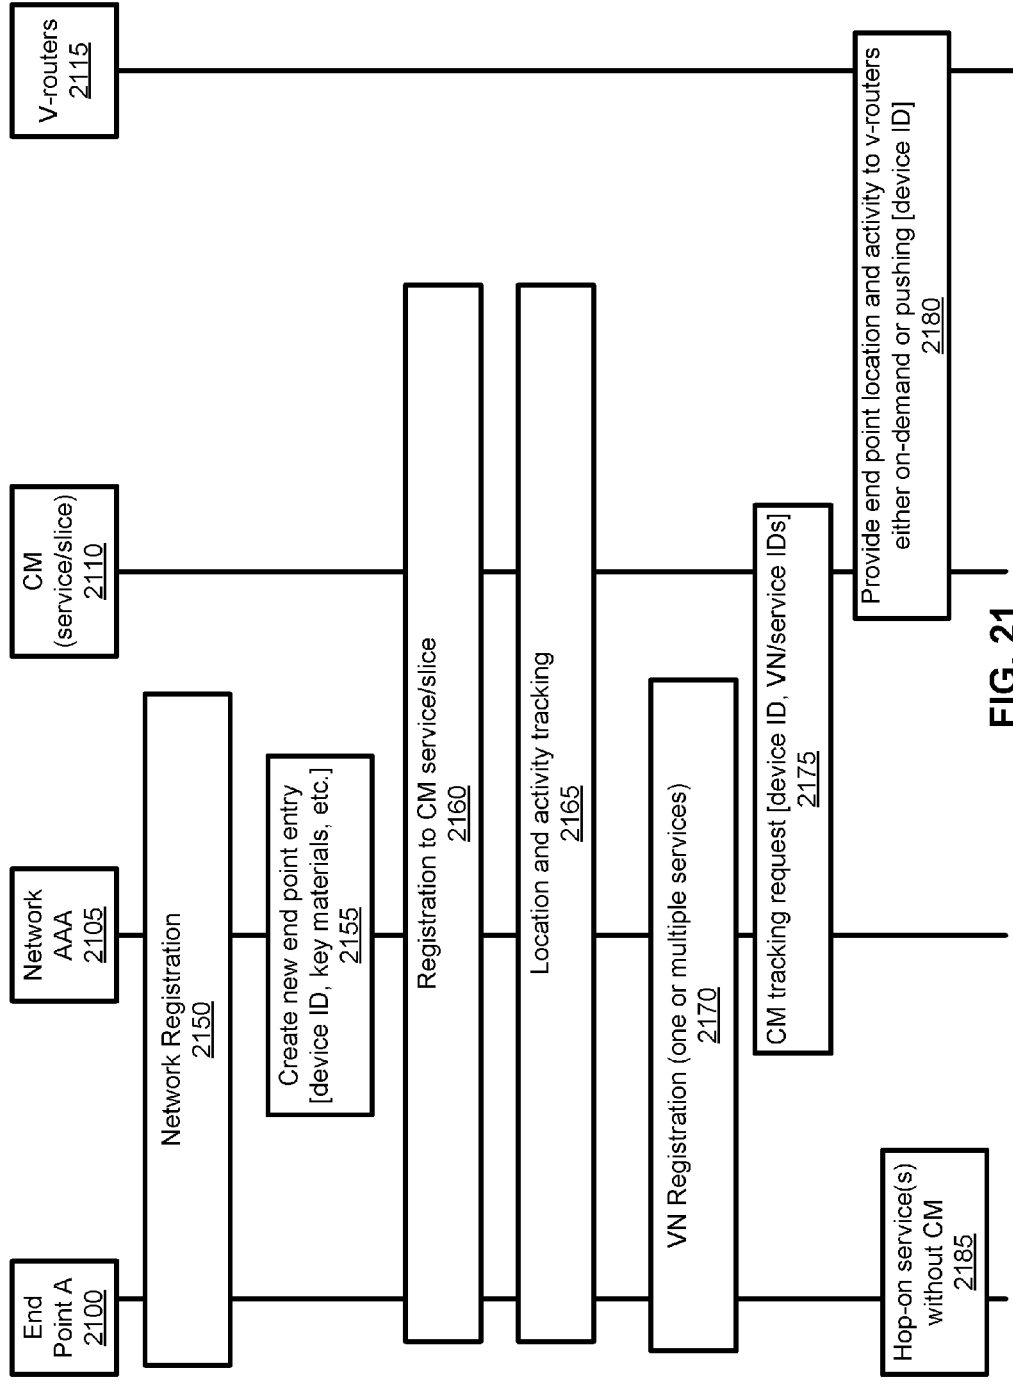 End
Point A
2100
Network
AAA
2105
CM
(service/slice)
2110
V-routers
2115
Network Registration
2150
Create new end point entry
[device ID, key materials, etc.]
2155
Registration to CM service/slice
2160
Location and activity tracking
2165
VN Registration (one or multiple services)
2170
CM tracking request [device ID, VN/service IDs]
2175
Provide end point location and activity to v-routers
either on-demand or pushing [device ID]
2180
Hop-on service(s)
without CM
2185
FIG. 21